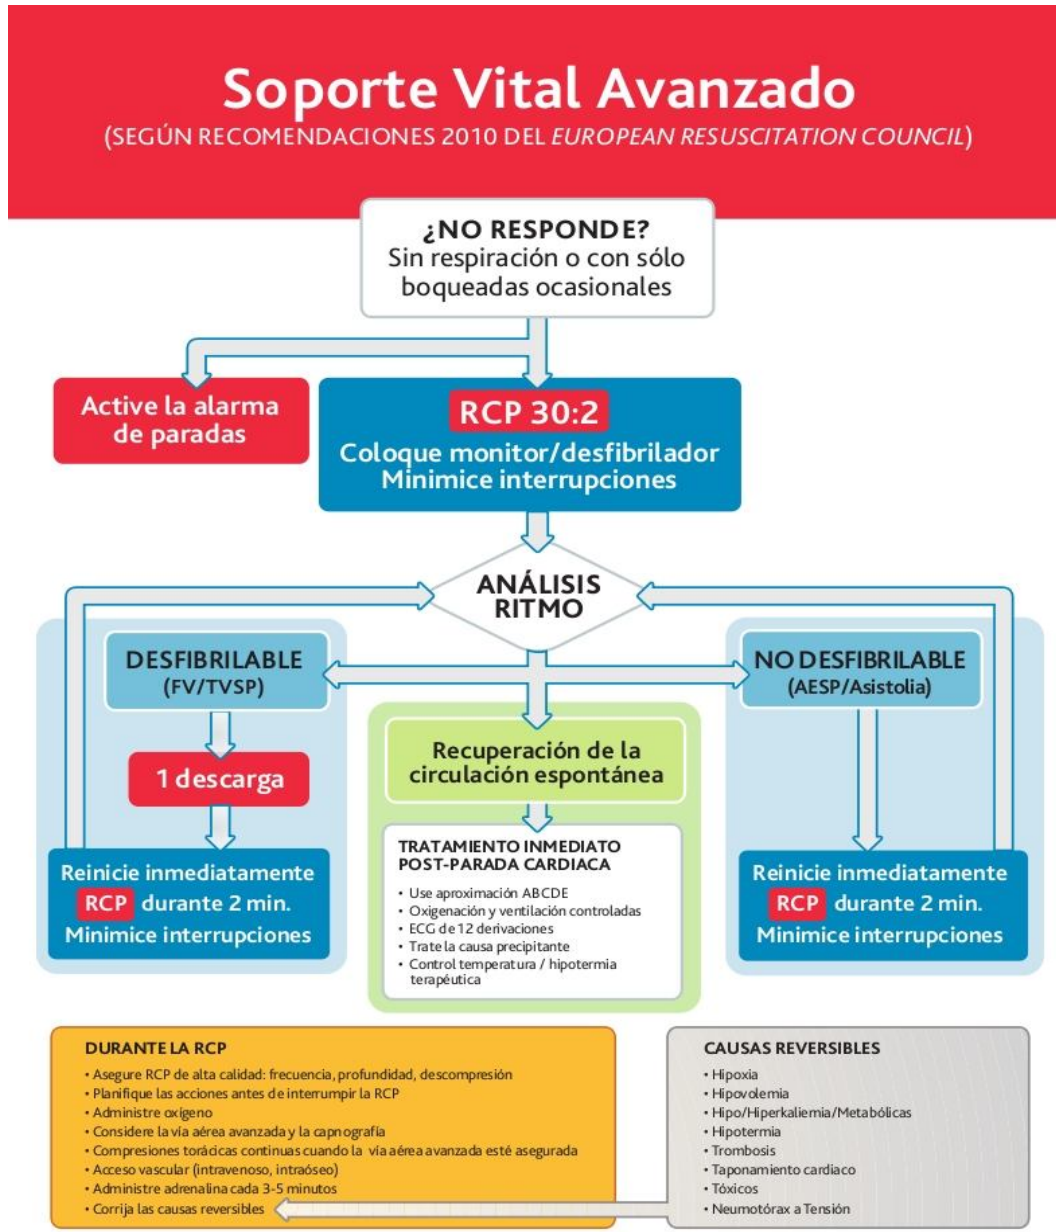 Soporte Vital Avanzado
(SEGÚN RECOMENDACIONES 2010 DEL EUROPEAN RESUSCITATION COUNCIL)
¿NO RESPONDE?
Sin respiración o con sólo
boqueadas ocasionales
Active la alarma
de paradas
RCP 30:2
Coloque monitor/desfibrilador
Minimice interrupciones
ANÁLISIS
RITMO
DESFIBRILABLE
(FV/TVSP)
1 descarga
Reinicie inmediatamente
RCP durante 2 min.
Minimice interrupciones
Recuperación de la
circulación espontánea
TRATAMIENTO INMEDIATO
POST-PARADA CARDIACA
• Use aproximación ABCDE
• Oxigenación y ventilación controladas
• ECG de 12 derivaciones
• Trate la causa precipitante
• Control temperatura / hipotermia
terapéutica
NO DESFIBRILABLE
(AESP/Asistolia)
Reinicie inmediatamente
RCP durante 2 min.
Minimice interrupciones
DURANTE LA RCP
• Asegure RCP de alta calidad: frecuencia, profundidad, descompresión
• Planifique las acciones antes de interrumpir la RCP
• Administre oxígeno
• Considere la vía aérea avanzada y la capnografía
• Compresiones torácicas continuas cuando la vía aérea avanzada esté asegurada
• Acceso vascular (intravenoso, intraóseo)
• Administre adrenalina cada 3-5 minutos
• Corrija las causas reversibles
CAUSAS REVERSIBLES
• Hipoxia
• Hipovolemia
• Hipo/Hiperkaliemia/Metabólicas
• Hipotermia
• Trombosis
• Taponamiento cardiaco
• Tóxicos
• Neumotórax a Tensión